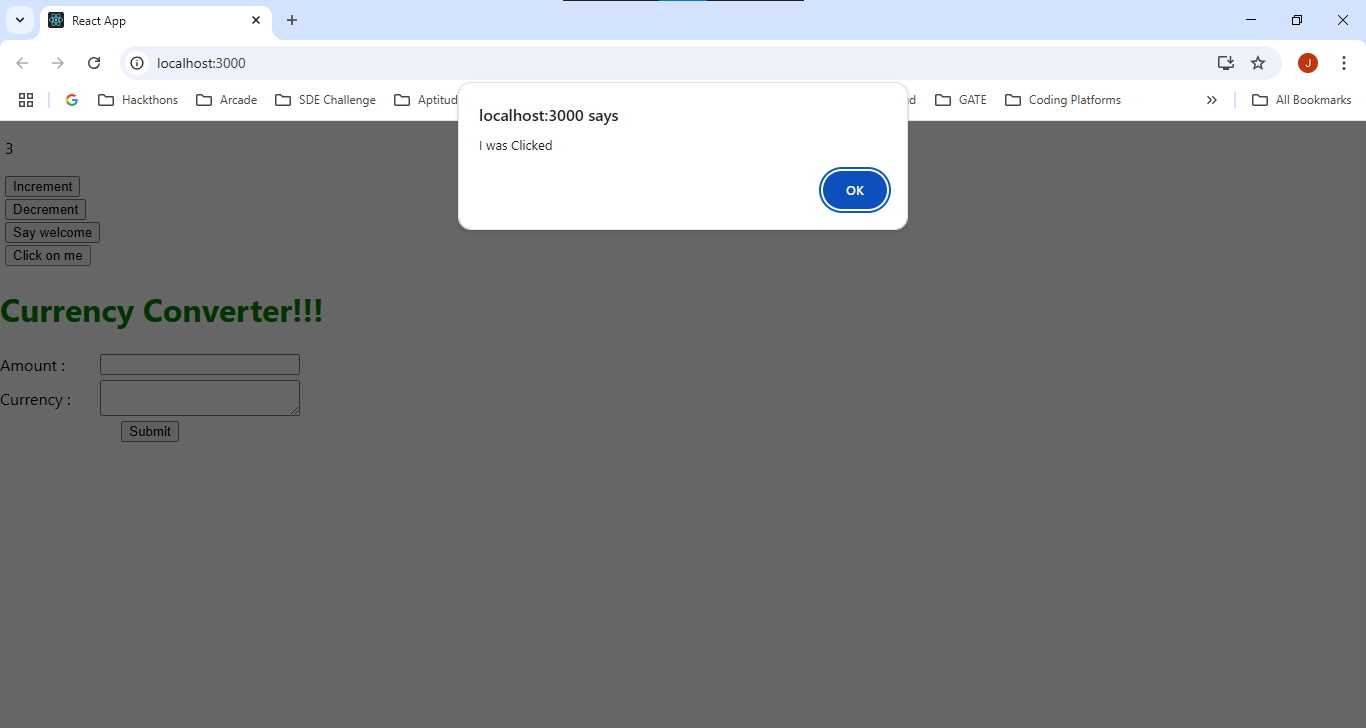 React App
localhost:3000
J
Hackthons Arcade SDE Challenge GATE Coding Platforms All Bookmarks
localhost:3000 says
I was Clicked
OK
3
Increment
Decrement
Say welcome
Click on me
Currency Converter!!!
Amount :
Currency :
Submit